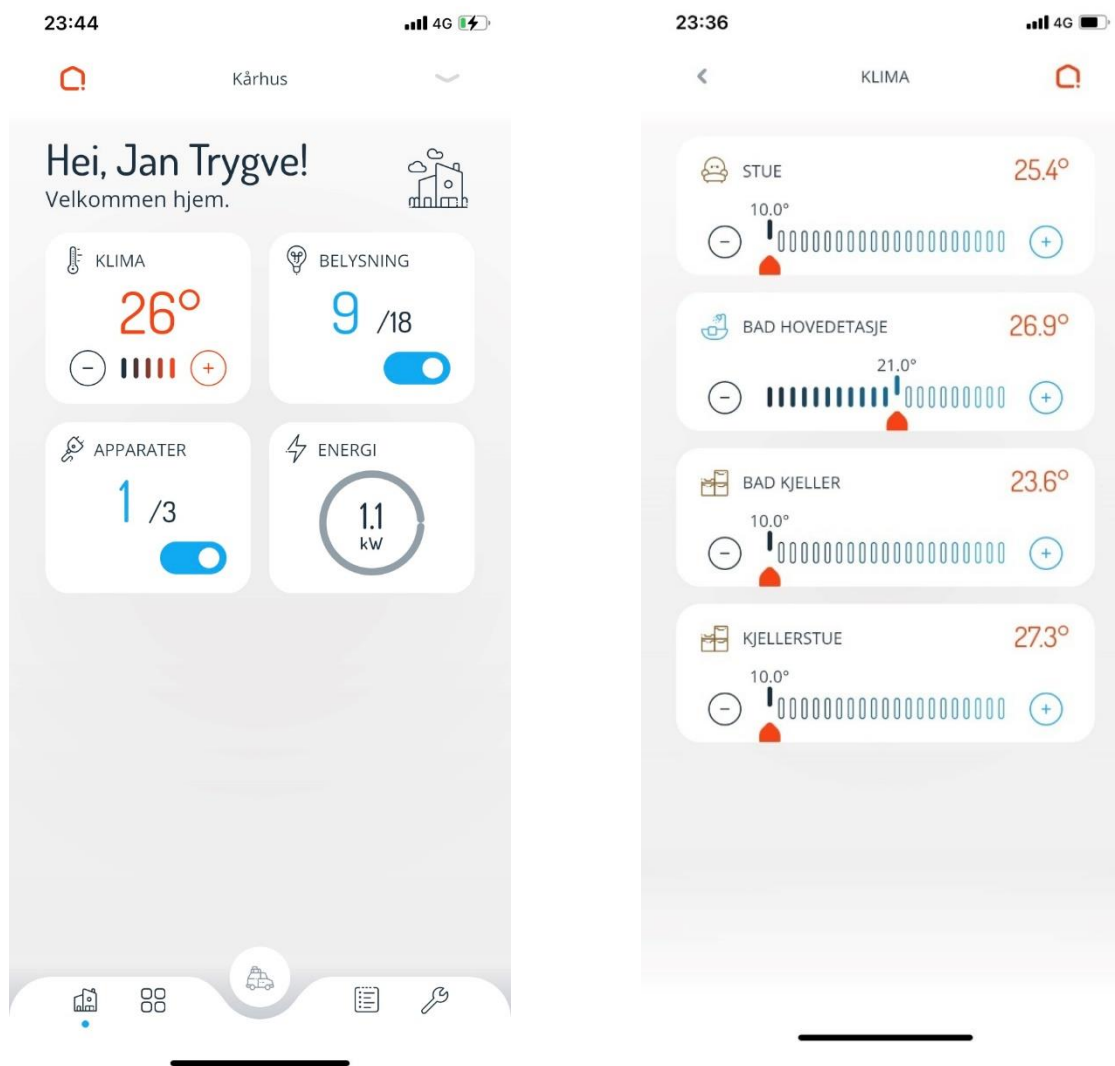 23:44
4G
Kårhus
Hei, Jan Trygve!
Velkommen hjem.
KLIMA
26°
BELYSNING
9 /18
APPARATER
1 /3
ENERGI
1.1
kW
23:36
4G
KLIMA
STUE 25.4°
10.0°
BAD HOVEDETASJE 26.9°
21.0°
BAD KJELLER 23.6°
10.0°
KJELLERSTUE 27.3°
10.0°